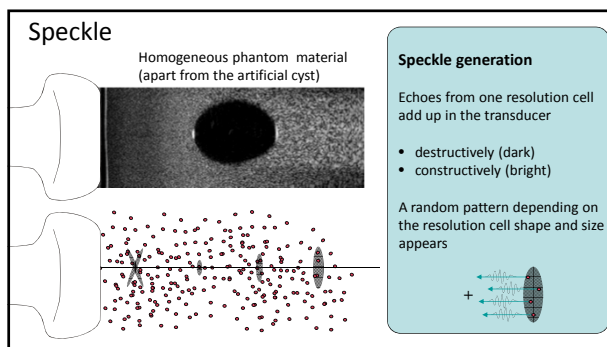 Speckle
Homogeneous phantom material
(apart from the artificial cyst)
Speckle generation
Echoes from one resolution cell
add up in the transducer
• destructively (dark)
• constructively (bright)
A random pattern depending on
the resolution cell shape and size
appears
+